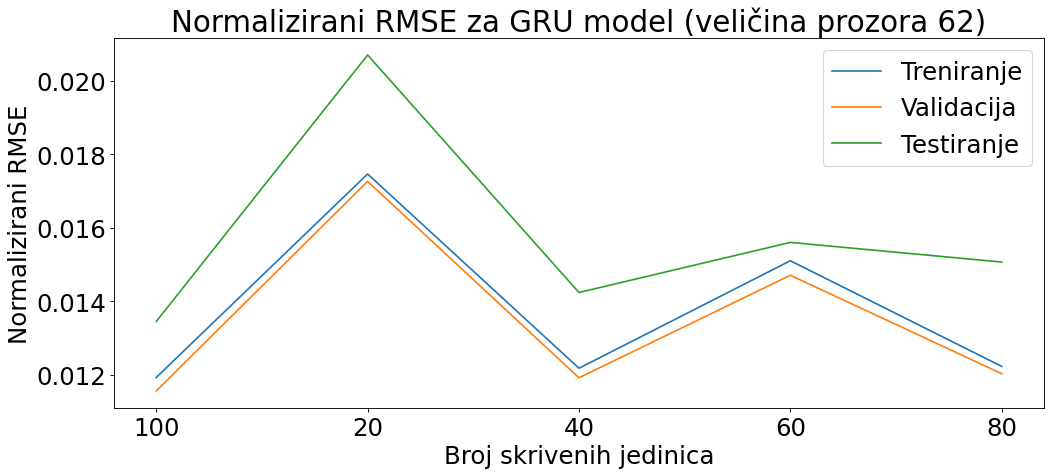 Normalizirani RMSE za GRU model (veličina prozora 62)
Normalizirani RMSE
0.020
0.018
0.016
0.014
0.012
Treniranje
Validacija
Testiranje
100 20 40 60 80
Broj skrivenih jedinica